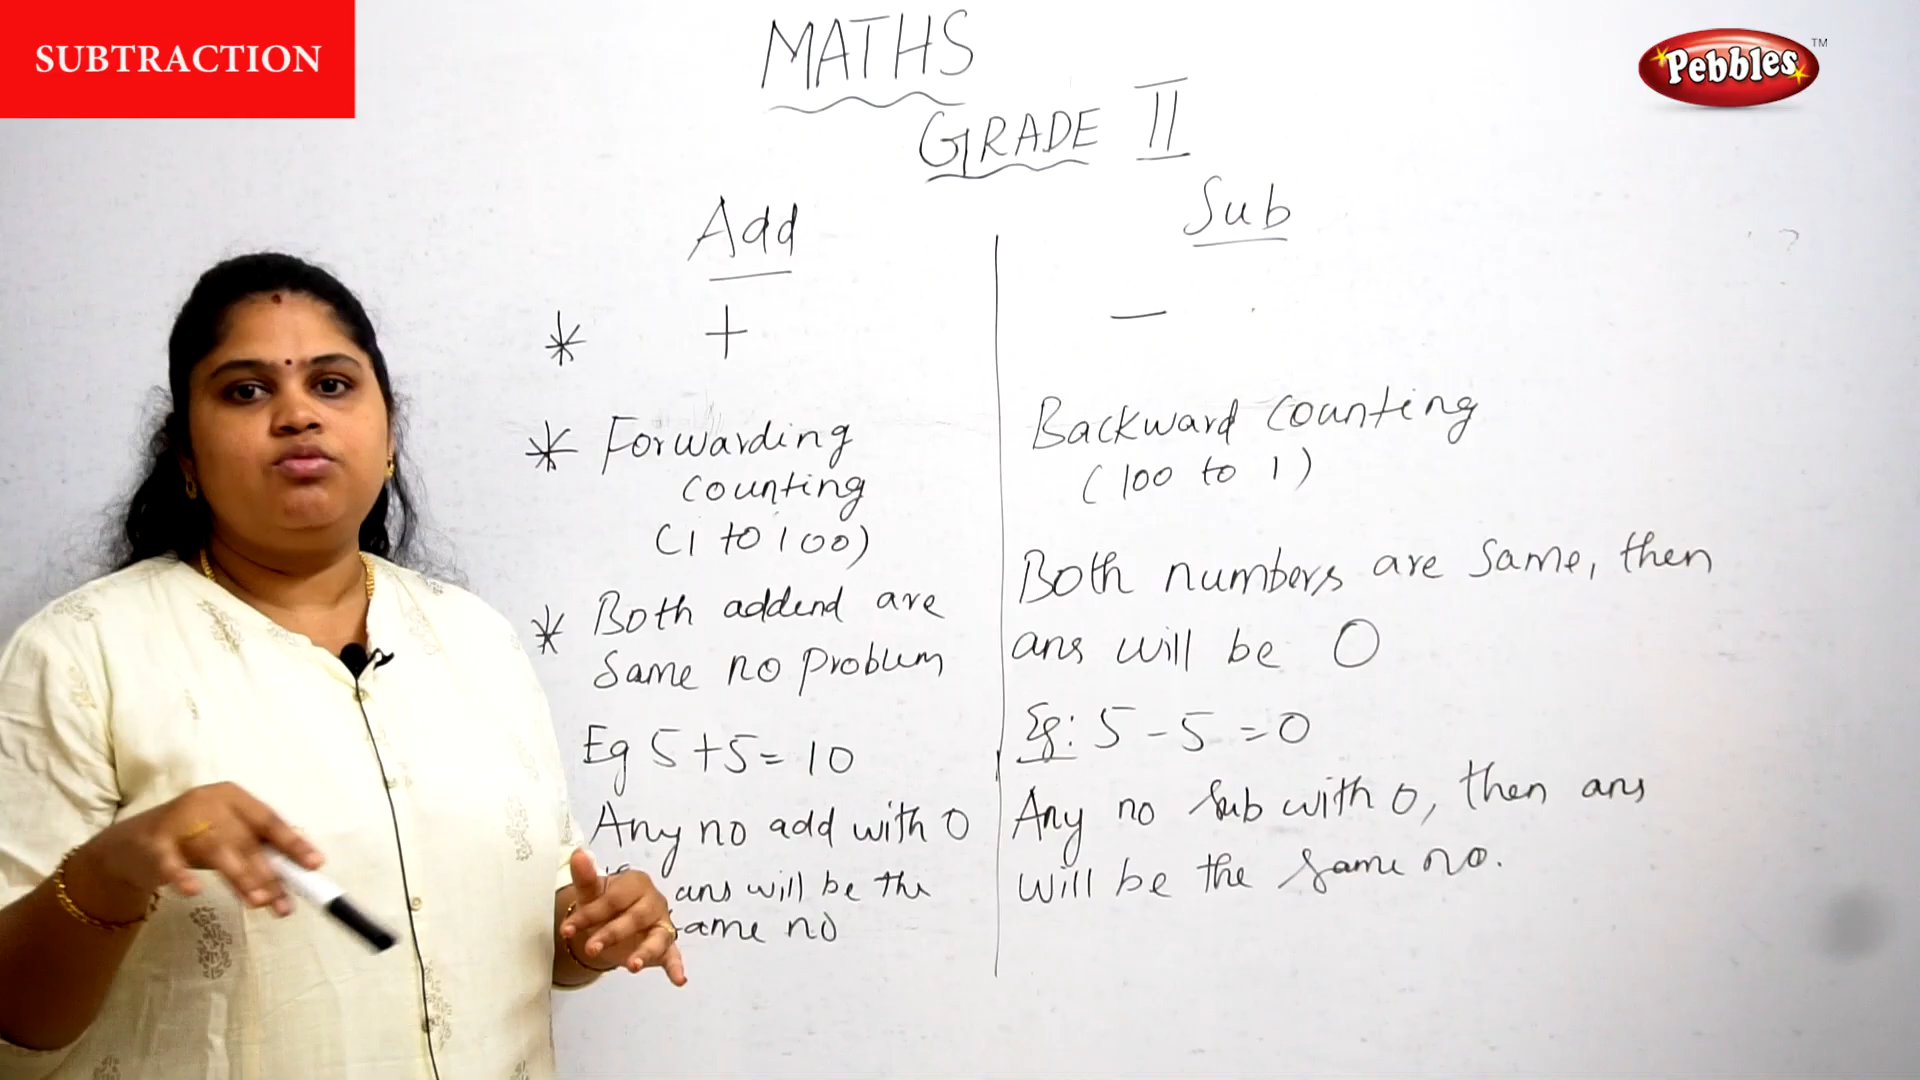 SUBTRACTION
MATHS
GRADE II
Pebbles TM
Add
* +
* Forwarding
counting
(1 to 100)
* Both addend are
same no problem
Eg 5+5=10
Any no add with 0
ans will be the
same no
Sub
—
Backward counting
(100 to 1)
Both numbers are same, then
ans will be 0
Eg: 5 - 5 = 0
Any no sub with 0, then ans
will be the same no.